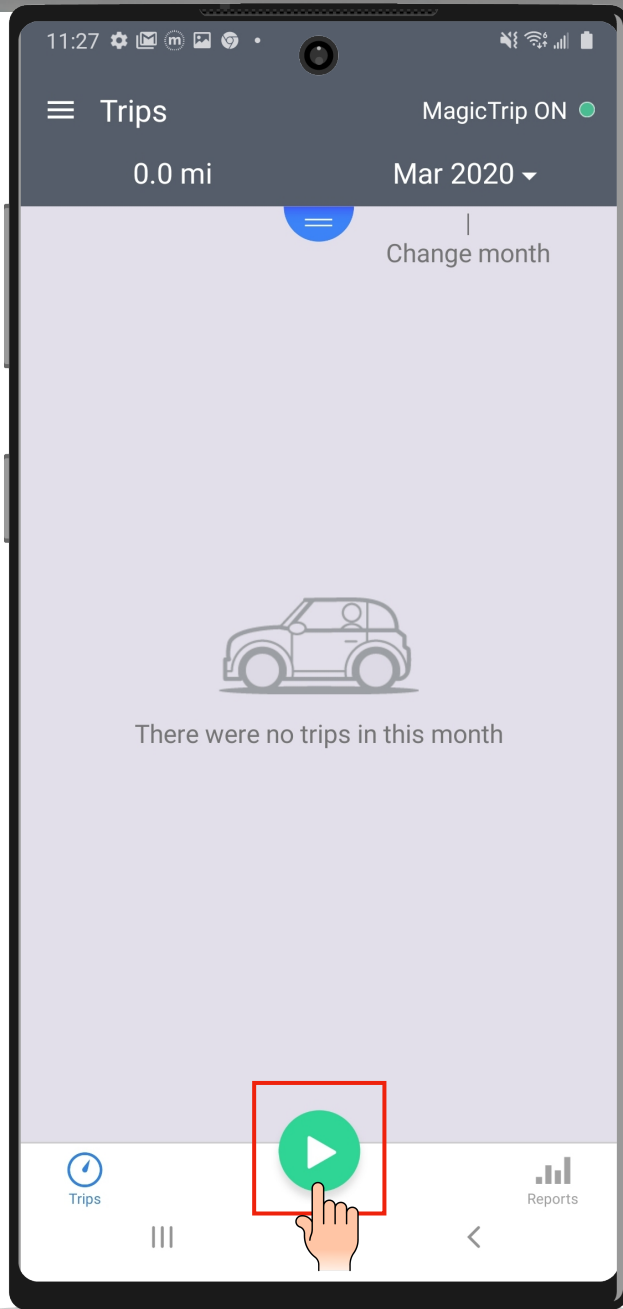 11:27
Trips
MagicTrip ON
0.0 mi
Mar 2020
Change month
There were no trips in this month
Trips
Reports